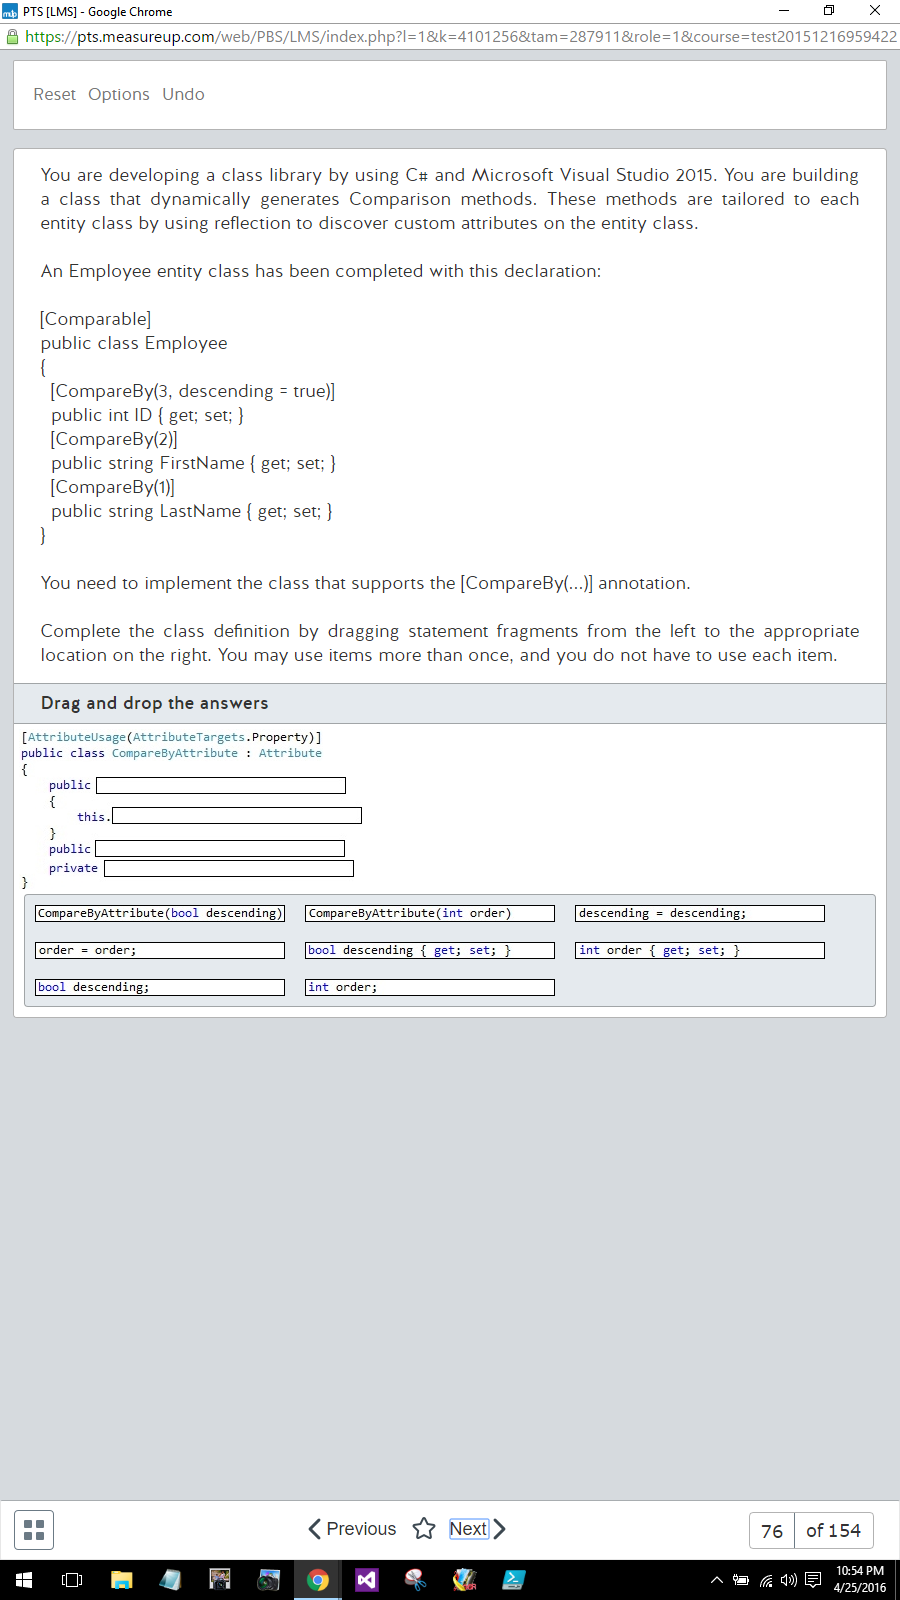 mub PTS [LMS] - Google Chrome
https://pts.measureup.com/web/PBS/LMS/index.php?l=1&k=4101256&tam=287911&role=1&course=test20151216959422
Reset Options Undo
You are developing a class library by using C# and Microsoft Visual Studio 2015. You are building
a class that dynamically generates Comparison methods. These methods are tailored to each
entity class by using reflection to discover custom attributes on the entity class.
An Employee entity class has been completed with this declaration:
[Comparable]
public class Employee
{
[CompareBy(3, descending = true)]
public int ID { get; set; }
[CompareBy(2)]
public string FirstName { get; set; }
[CompareBy(1)]
public string LastName { get; set; }
}
You need to implement the class that supports the [CompareBy(...)] annotation.
Complete the class definition by dragging statement fragments from the left to the appropriate
location on the right. You may use items more than once, and you do not have to use each item.
Drag and drop the answers
[AttributeUsage(AttributeTargets.Property)]
public class CompareByAttribute : Attribute
{
public
{
this.
}
public
private
}
CompareByAttribute(bool descending) CompareByAttribute(int order) descending = descending;
order = order; bool descending { get; set; } int order { get; set; }
bool descending; int order;
Previous Next 76 of 154
10:54 PM
4/25/2016